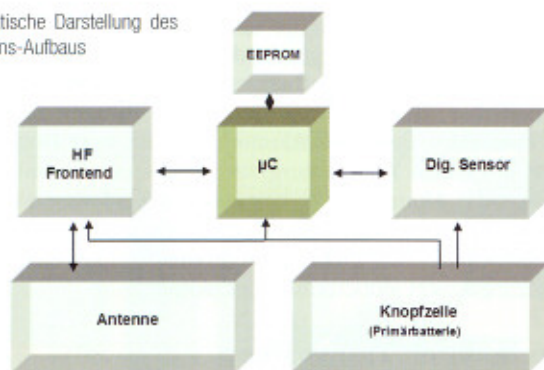 tische Darstellung des
ns-Aufbaus
EEPROM
HF
Frontend
µC
Dig. Sensor
Antenne
Knopfzelle
(Primärbatterie)